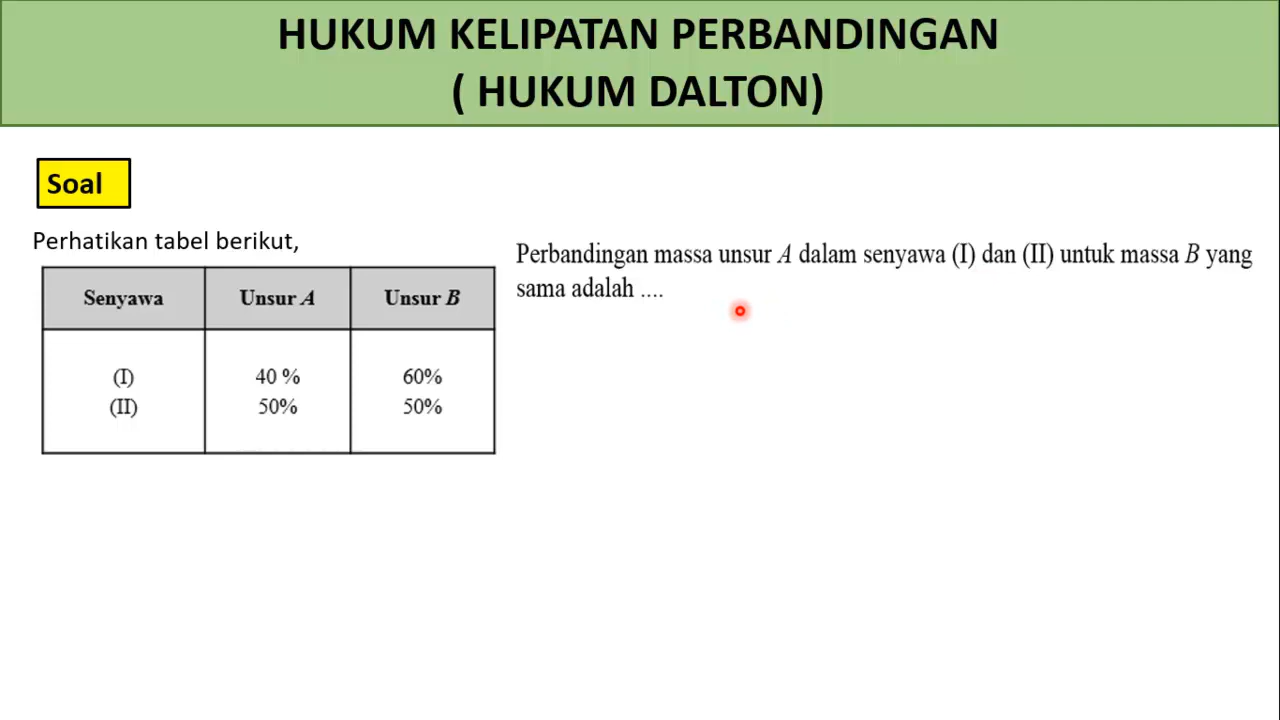 HUKUM KELIPATAN PERBANDINGAN
( HUKUM DALTON)
Soal
Perhatikan tabel berikut,
Senyawa Unsur A Unsur B
(I) 40 % 60%
(II) 50% 50%
Perbandingan massa unsur A dalam senyawa (I) dan (II) untuk massa B yang
sama adalah ....